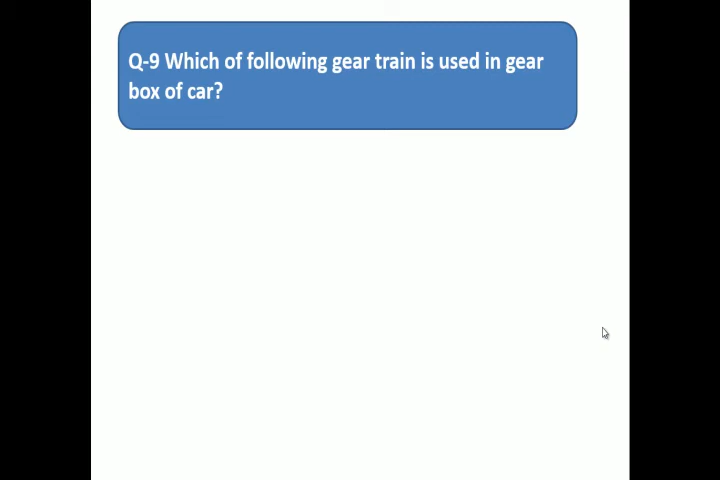 Q-9 Which of following gear train is used in gear
box of car?